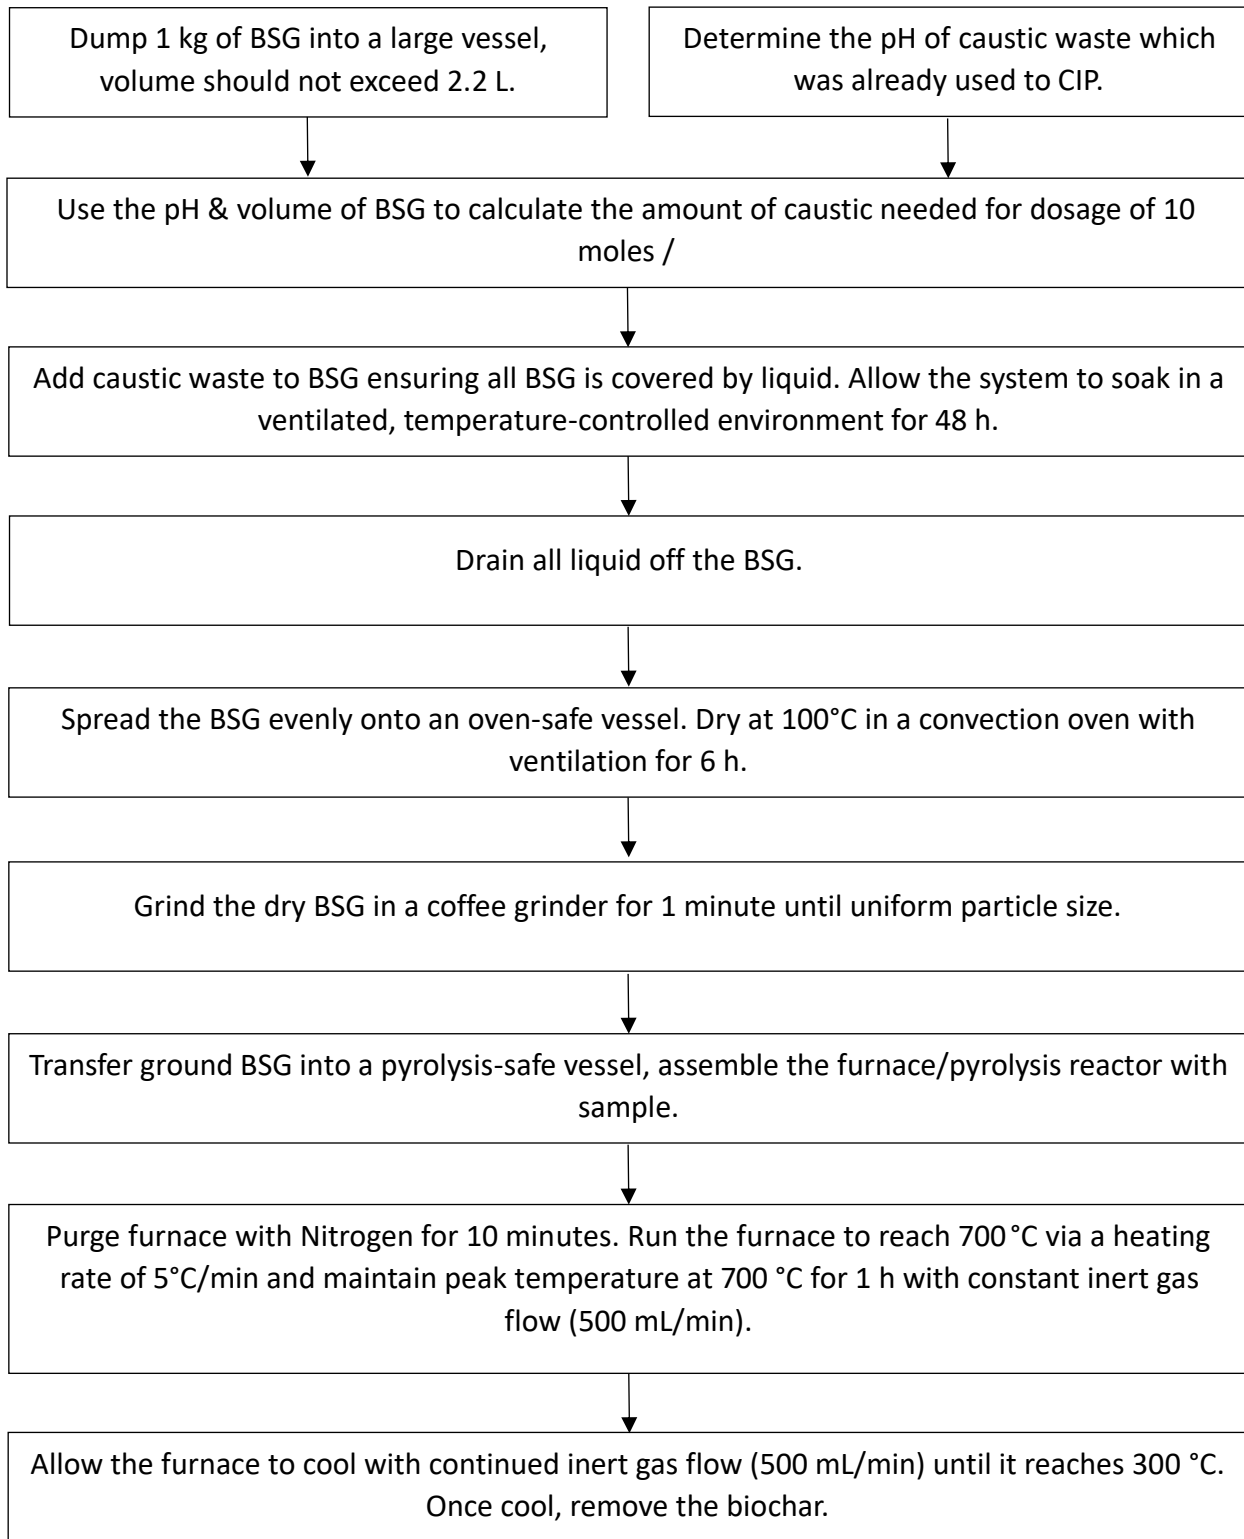 Dump 1 kg of BSG into a large vessel,
volume should not exceed 2.2 L.
Determine the pH of caustic waste which
was already used to CIP.
Use the pH & volume of BSG to calculate the amount of caustic needed for dosage of 10
moles /
Add caustic waste to BSG ensuring all BSG is covered by liquid. Allow the system to soak in a
ventilated, temperature-controlled environment for 48 h.
Drain all liquid off the BSG.
Spread the BSG evenly onto an oven-safe vessel. Dry at 100°C in a convection oven with
ventilation for 6 h.
Grind the dry BSG in a coffee grinder for 1 minute until uniform particle size.
Transfer ground BSG into a pyrolysis-safe vessel, assemble the furnace/pyrolysis reactor with
sample.
Purge furnace with Nitrogen for 10 minutes. Run the furnace to reach 700 °C via a heating
rate of 5°C/min and maintain peak temperature at 700 °C for 1 h with constant inert gas
flow (500 mL/min).
Allow the furnace to cool with continued inert gas flow (500 mL/min) until it reaches 300 °C.
Once cool, remove the biochar.